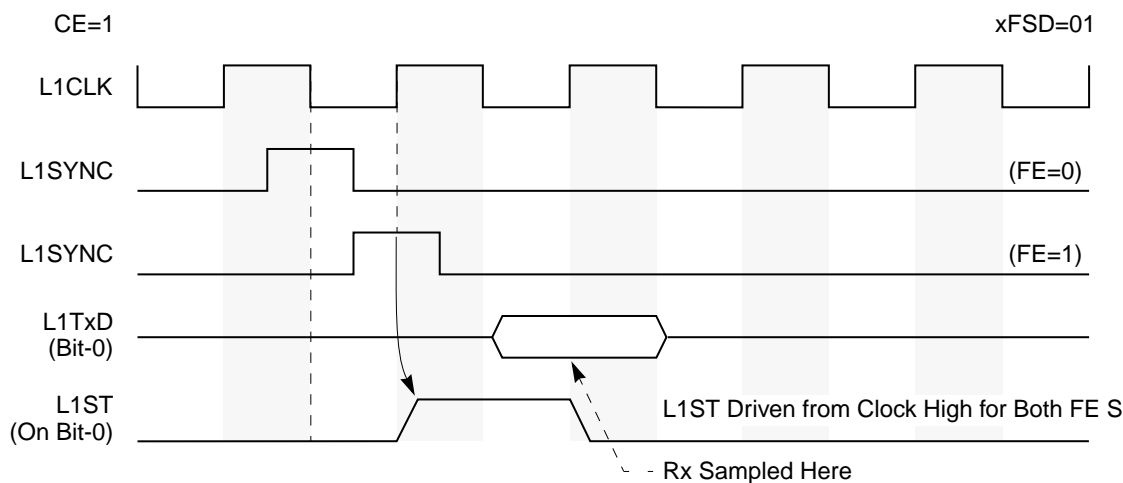 CE=1 xFSD=01
L1CLK
L1SYNC (FE=0)
L1SYNC (FE=1)
L1TxD
(Bit-0)
L1ST
(On Bit-0)
L1ST Driven from Clock High for Both FE S
Rx Sampled Here